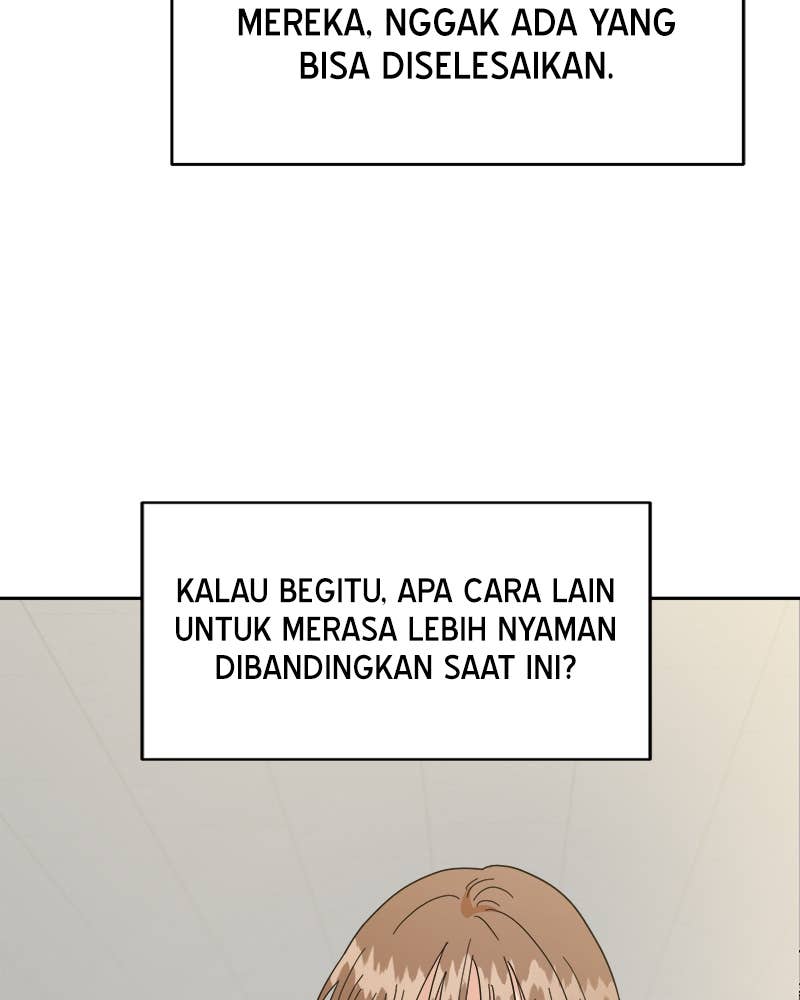 MEREKA, NGGAK ADA YANG
BISA DISELESAIKAN.
KALAU BEGITU, APA CARA LAIN
UNTUK MERASA LEBIH NYAMAN
DIBANDINGKAN SAAT INI?